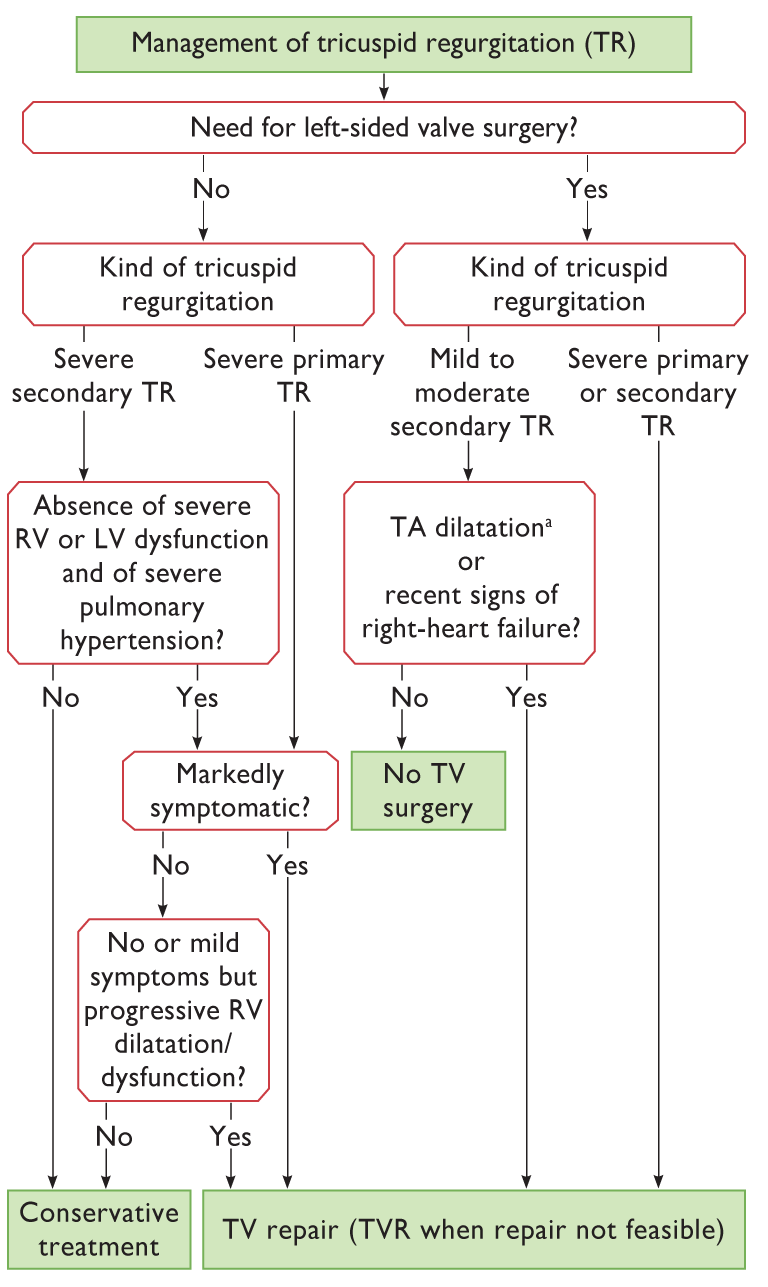 Management of tricuspid regurgitation (TR)
Need for left-sided valve surgery?
No
Yes
Kind of tricuspid
regurgitation
Kind of tricuspid
regurgitation
Severe
secondary TR
Severe primary
TR
Mild to
moderate
secondary TR
Severe primary
or secondary
TR
Absence of severe
RV or LV dysfunction
and of severe
pulmonary
hypertension?
TA dilatationᵃ
or
recent signs of
right-heart failure?
No
Yes
No
Yes
Markedly
symptomatic?
No TV
surgery
No
Yes
No or mild
symptoms but
progressive RV
dilatation/
dysfunction?
No
Yes
Conservative
treatment
TV repair (TVR when repair not feasible)